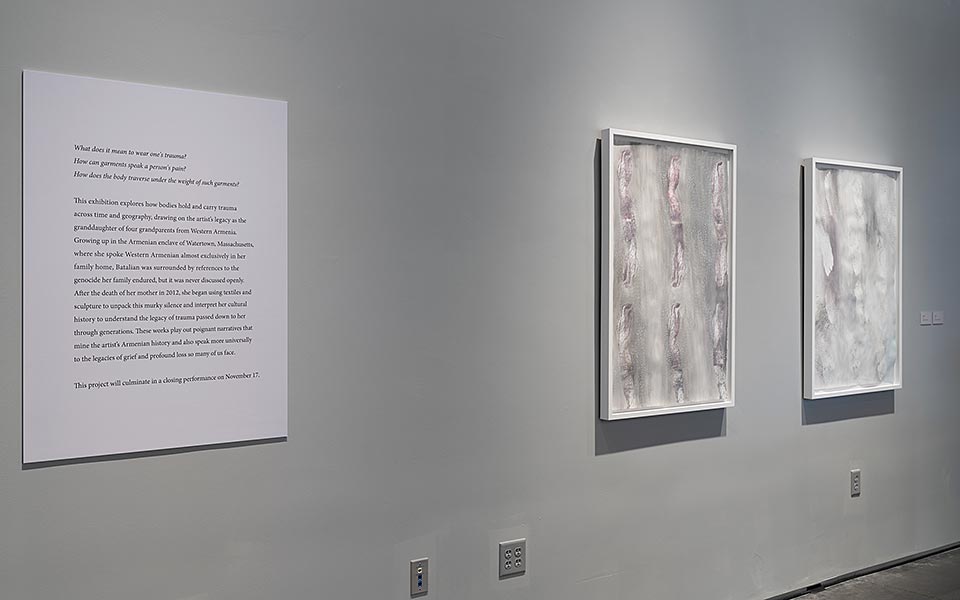 What does it mean to wear one's trauma?
How can garments speak a person's pain?
How does the body traverse under the weight of such garments?
This exhibition explores how bodies hold and carry trauma
across time and geography, drawing on the artist's legacy as the
granddaughter of four grandparents from Western Armenia.
Growing up in the Armenian enclave of Watertown, Massachusetts,
where she spoke Western Armenian almost exclusively in her
family home, Batalian was surrounded by references to the
genocide her family endured, but it was never discussed openly.
After the death of her mother in 2012, she began using textiles and
sculpture to unpack this murky silence and interpret her cultural
history to understand the legacy of trauma passed down to her
through generations. These works play out poignant narratives that
mine the artist's Armenian history and also speak more universally
to the legacies of grief and profound loss so many of us face.
This project will culminate in a closing performance on November 17.